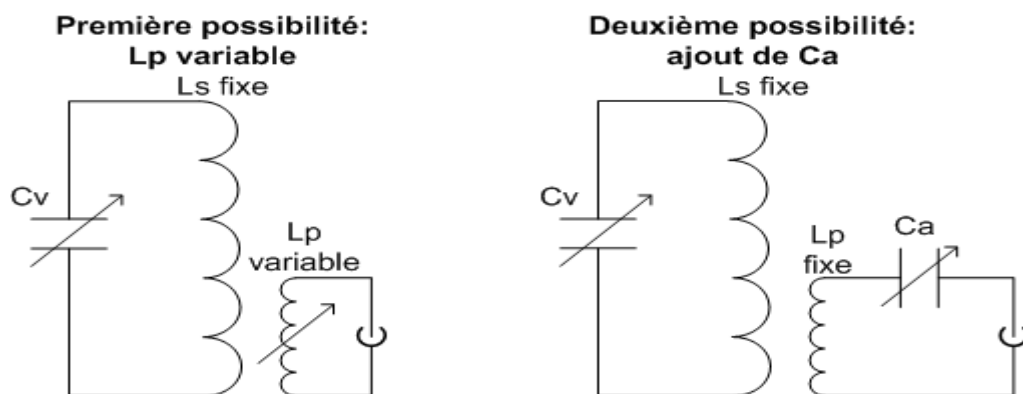 Première possibilité:
Lp variable
Ls fixe
Cv
Lp
variable
Deuxième possibilité:
ajout de Ca
Ls fixe
Cv
Lp
fixe
Ca